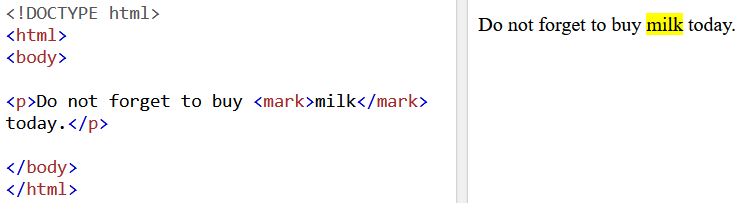 <!DOCTYPE html>
<html>
<body>
<p>Do not forget to buy <mark>milk</mark>
today.</p>
</body>
</html>
Do not forget to buy milk today.